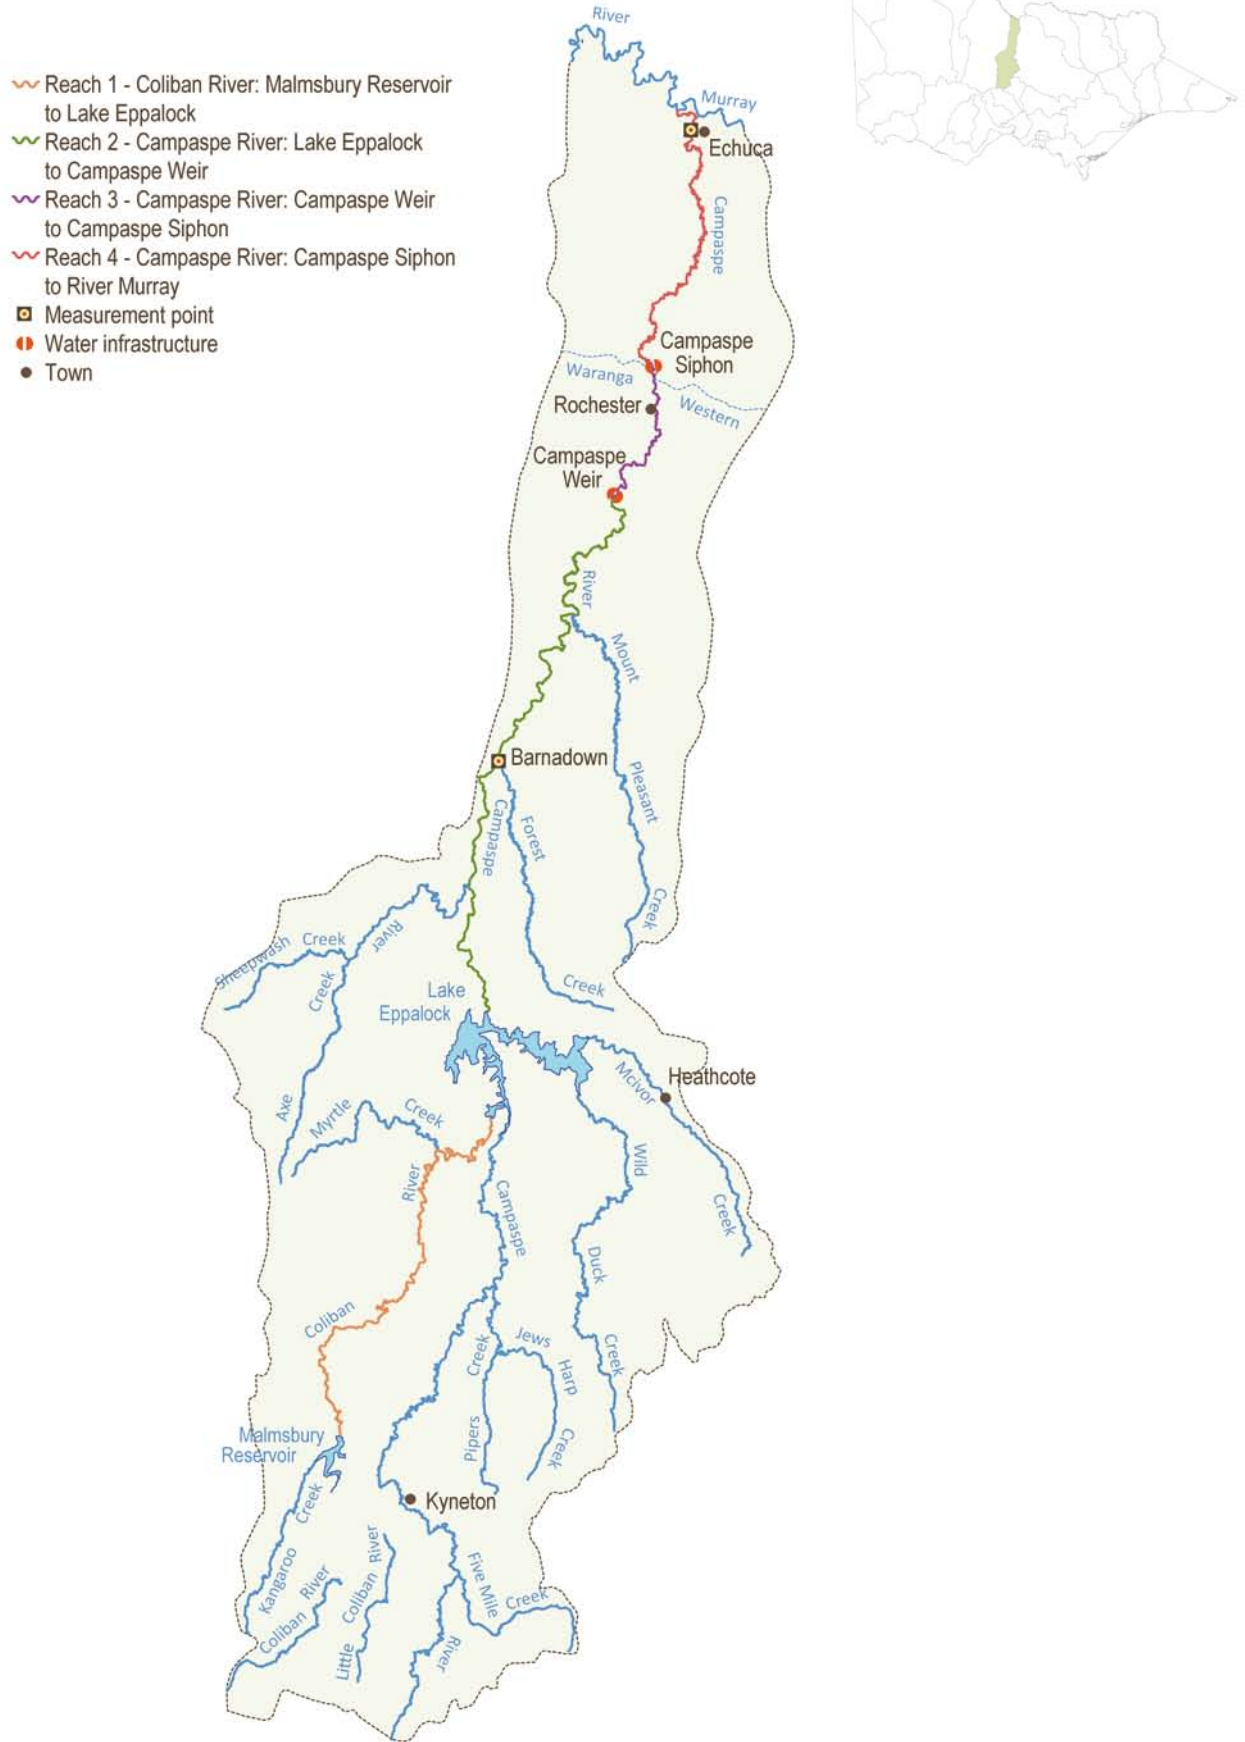 River
Reach 1 - Coliban River: Malmsbury Reservoir
to Lake Eppalock
Reach 2 - Campaspe River: Lake Eppalock
to Campaspe Weir
Reach 3 - Campaspe River: Campaspe Weir
to Campaspe Siphon
Reach 4 - Campaspe River: Campaspe Siphon
to River Murray
Measurement point
Water infrastructure
Town
Murray
Echuca
Campaspe
Campaspe
Siphon
Waranga
Western
Rochester
Campaspe
Weir
River
Mount
Pleasant
Creek
Barnadown
Campaspe
Forest
Creek
River
Sheepwash Creek
Creek
Axe
Lake
Eppalock
Mcivor
Heathcote
Creek
Myrtle
Creek
River
Coliban
Campaspe
Wild
Duck
Creek
Creek
Pipers
Jews
Harp
Creek
Malmsbury
Reservoir
Creek
Kangaroo
Kyneton
Coliban River
Little
Coliban
River
Five Mile
Creek
River